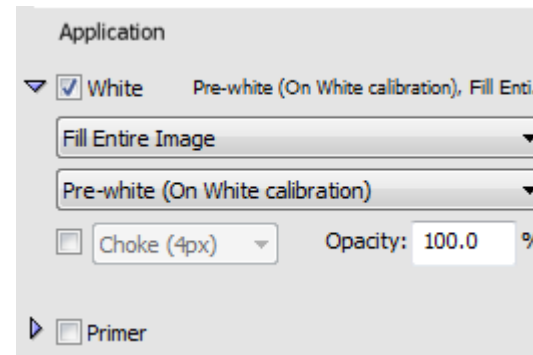 Application
White Pre-white (On White calibration), Fill Enti
Fill Entire Image
Pre-white (On White calibration)
Choke (4px) Opacity: 100.0 %
Primer